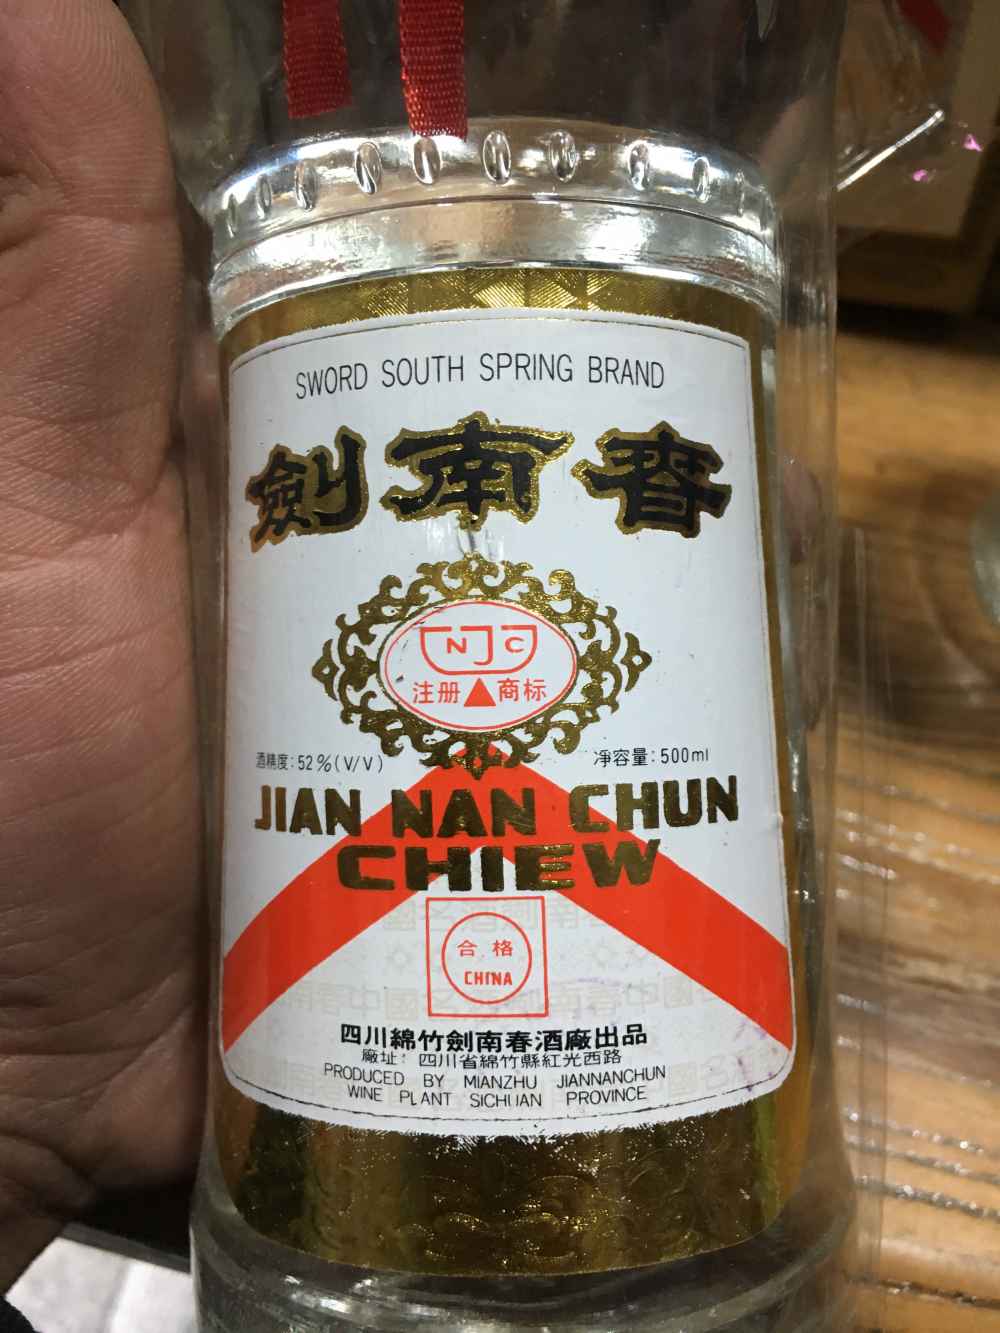 SWORD SOUTH SPRING BRAND
劍南春
NJC
注册 商标
酒精度:52%(V/V) 净容量:500ml
JIAN NAN CHUN
CHIEW
合格
CHINA
四川綿竹劍南春酒廠出品
廠址:四川省綿竹縣紅光西路
PRODUCED BY MIANZHU JIANNANCHUN
WINE PLANT SICHUAN PROVINCE